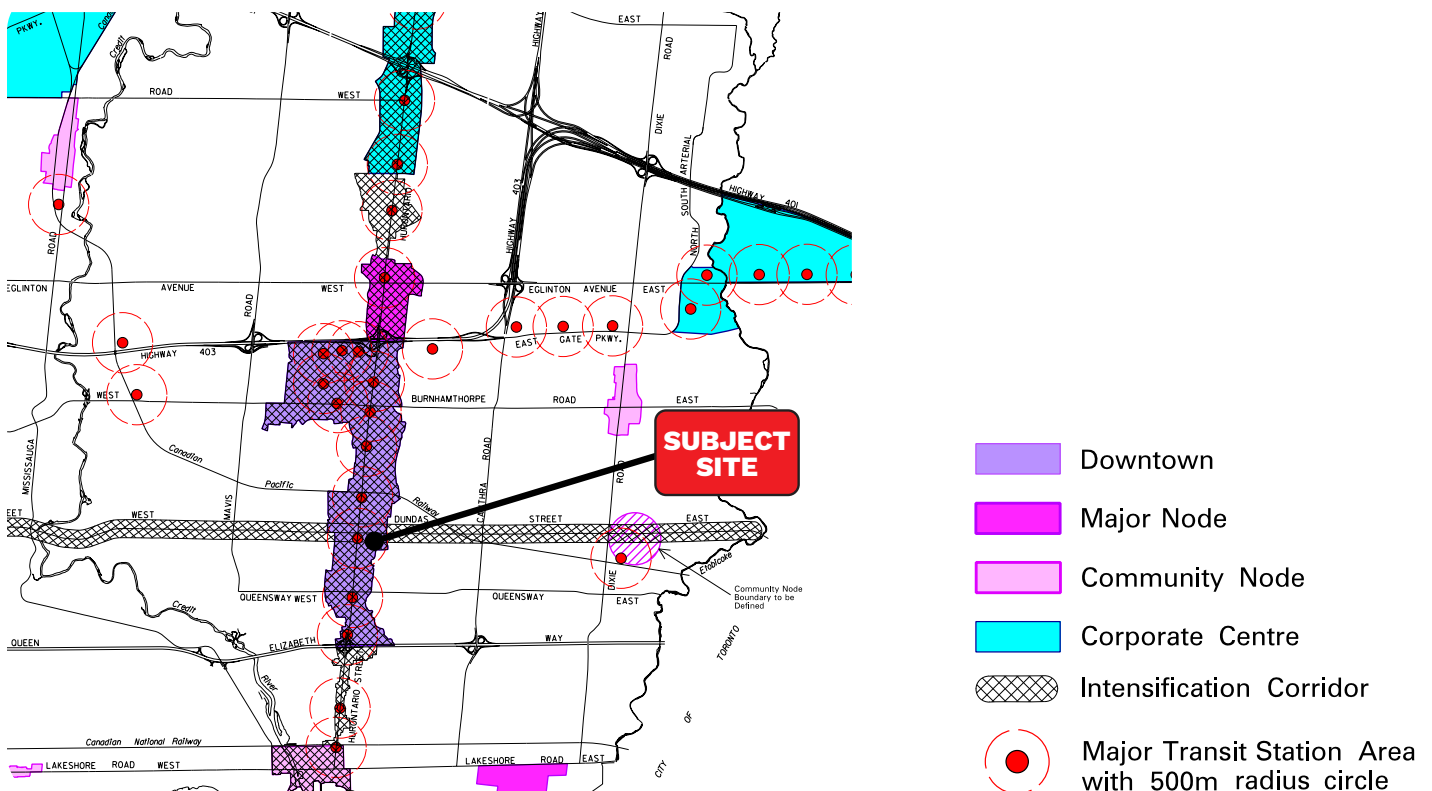 PKWY.
Credit
EAST
HIGHWAY
ROAD
ROAD
WEST
DIXIE
SOUTH ARTERIAL
NORTH
HIGHWAY 401
403
HIGHWAY
HURONTARIO
ROAD
EGLINTON AVENUE WEST
EGLINTON AVENUE EAST
ROAD
EAST GATE PKWY.
HIGHWAY 403
WEST
BURNHAMTHORPE ROAD EAST
SUBJECT
SITE
MISSISSAUGA
Canadian
Pacific
Railway
MAVIS
CAWTHRA ROAD
ROAD
EET WEST
DUNDAS STREET EAST
Etobicoke
DIXIE
Community Node
Boundary to be
Defined
QUEENSWAY WEST
QUEENSWAY EAST
Credit
River
QUEEN ELIZABETH WAY
HURONTARIO STREET
TORONTO
OF
CITY
Canadian National Railway
LAKESHORE ROAD WEST
LAKESHORE ROAD EAST
Downtown
Major Node
Community Node
Corporate Centre
Intensification Corridor
Major Transit Station Area
with 500m radius circle